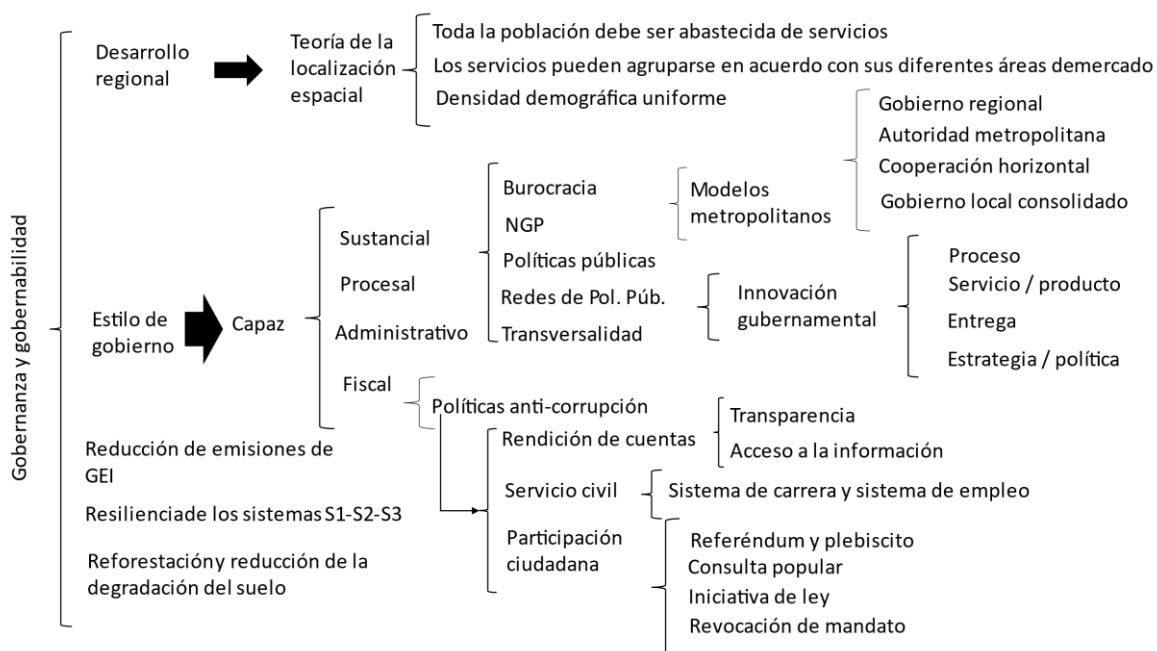 Gobernanza y gobernabilidad
Desarrollo
regional
Teoría de la
localización
espacial
Toda la población debe ser abastecida de servicios
Los servicios pueden agruparse en acuerdo con sus diferentes áreas demercado
Densidad demográfica uniforme
Estilo de
gobierno
Capaz
Sustancial
Procesal
Administrativo
Fiscal
Burocracia
NGP
Políticas públicas
Redes de Pol. Púb.
Transversalidad
Modelos
metropolitanos
Gobierno regional
Autoridad metropolitana
Cooperación horizontal
Gobierno local consolidado
Innovación
gubernamental
Proceso
Servicio / producto
Entrega
Estrategia / política
Políticas anti-corrupción
Rendición de cuentas
Transparencia
Acceso a la información
Servicio civil
Sistema de carrera y sistema de empleo
Participación
ciudadana
Referéndum y plebiscito
Consulta popular
Iniciativa de ley
Revocación de mandato
Reducción de emisiones de
GEI
Resilienciade los sistemas S1-S2-S3
Reforestación y reducción de la
degradación del suelo